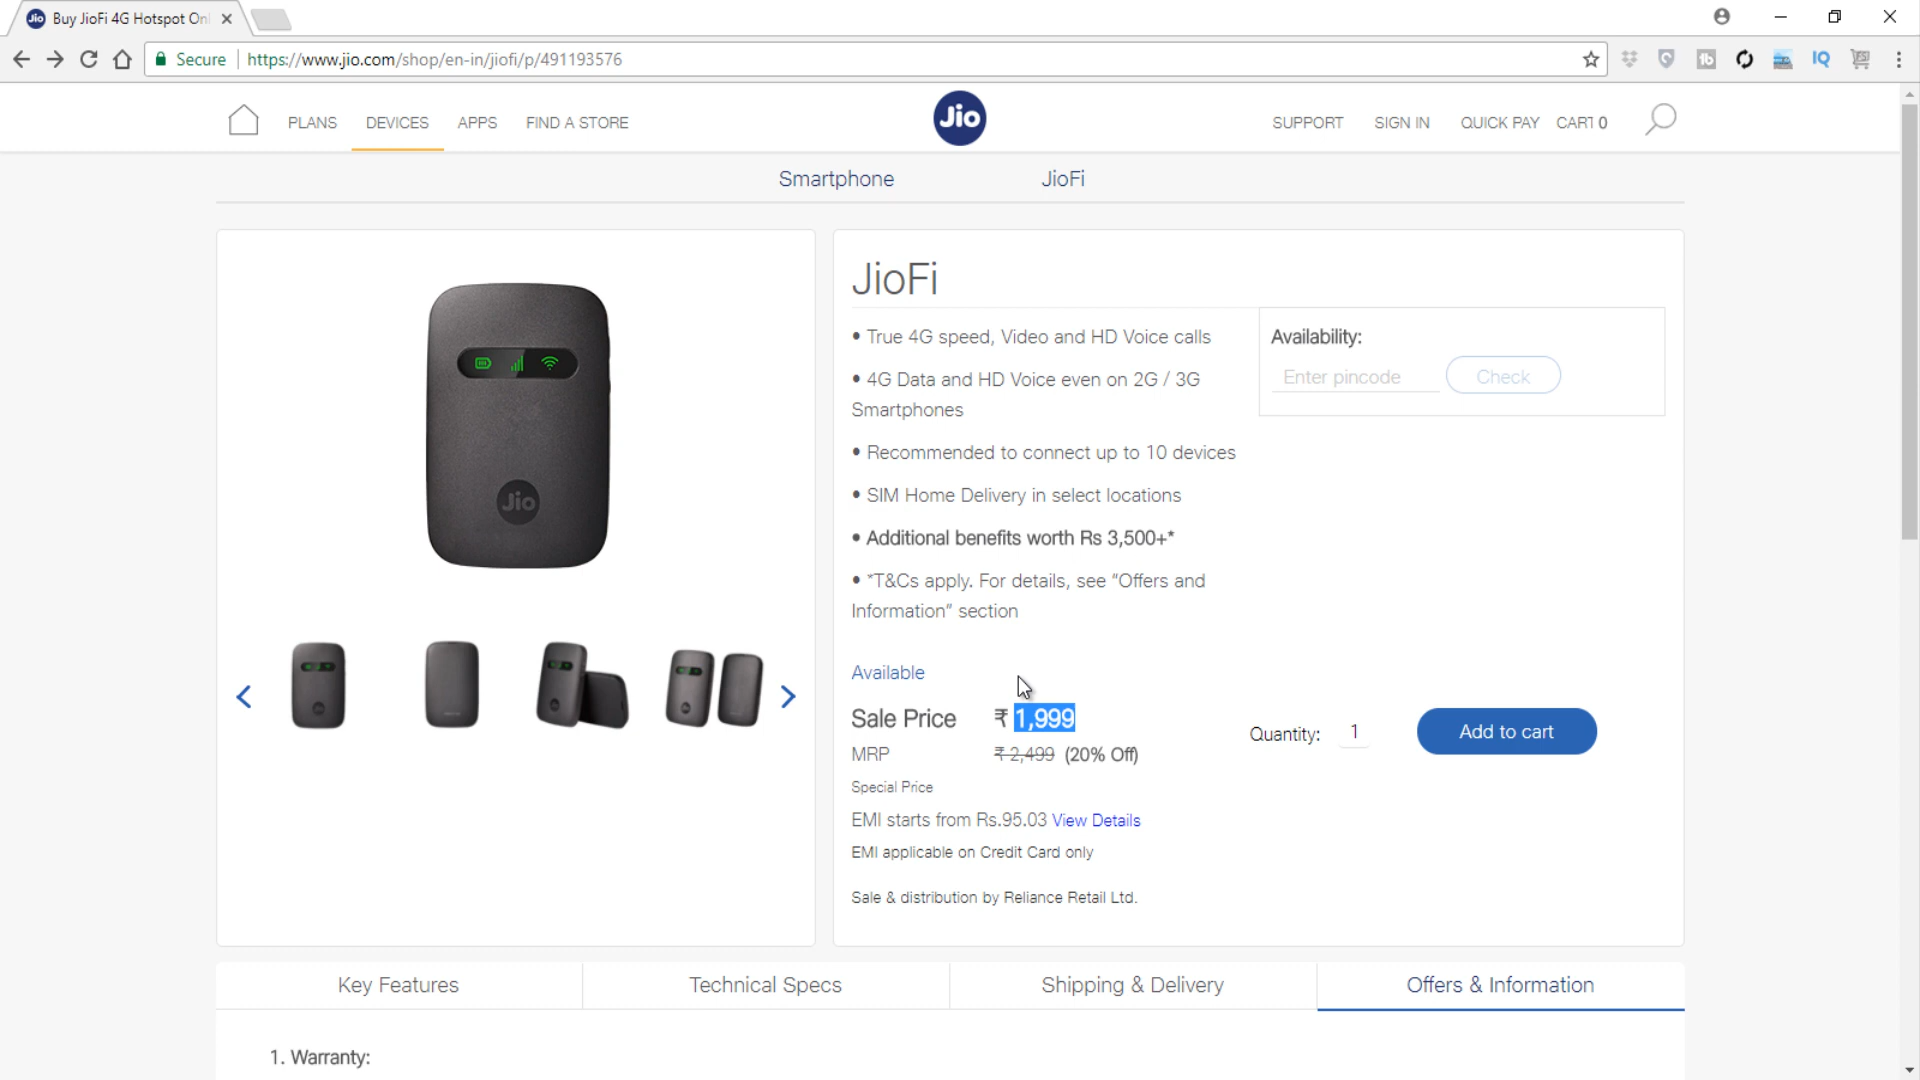 Jio Buy JioFi 4G Hotspot Onl
Secure https://www.jio.com/shop/en-in/jiofi/p/491193576
IQ
PLANS DEVICES APPS FIND A STORE
Jio
SUPPORT SIGN IN QUICK PAY CART 0
Smartphone JioFi
Jio
JioFi
• True 4G speed, Video and HD Voice calls
• 4G Data and HD Voice even on 2G / 3G
Smartphones
• Recommended to connect up to 10 devices
• SIM Home Delivery in select locations
• Additional benefits worth Rs 3,500+*
• *T&Cs apply. For details, see "Offers and
Information" section
Availability:
Enter pincode Check
Available
Sale Price ₹ 1,999
MRP ₹ 2,499 (20% Off)
Special Price
EMI starts from Rs.95.03 View Details
EMI applicable on Credit Card only
Sale & distribution by Reliance Retail Ltd.
Quantity: 1 Add to cart
Key Features Technical Specs Shipping & Delivery Offers & Information
1. Warranty: